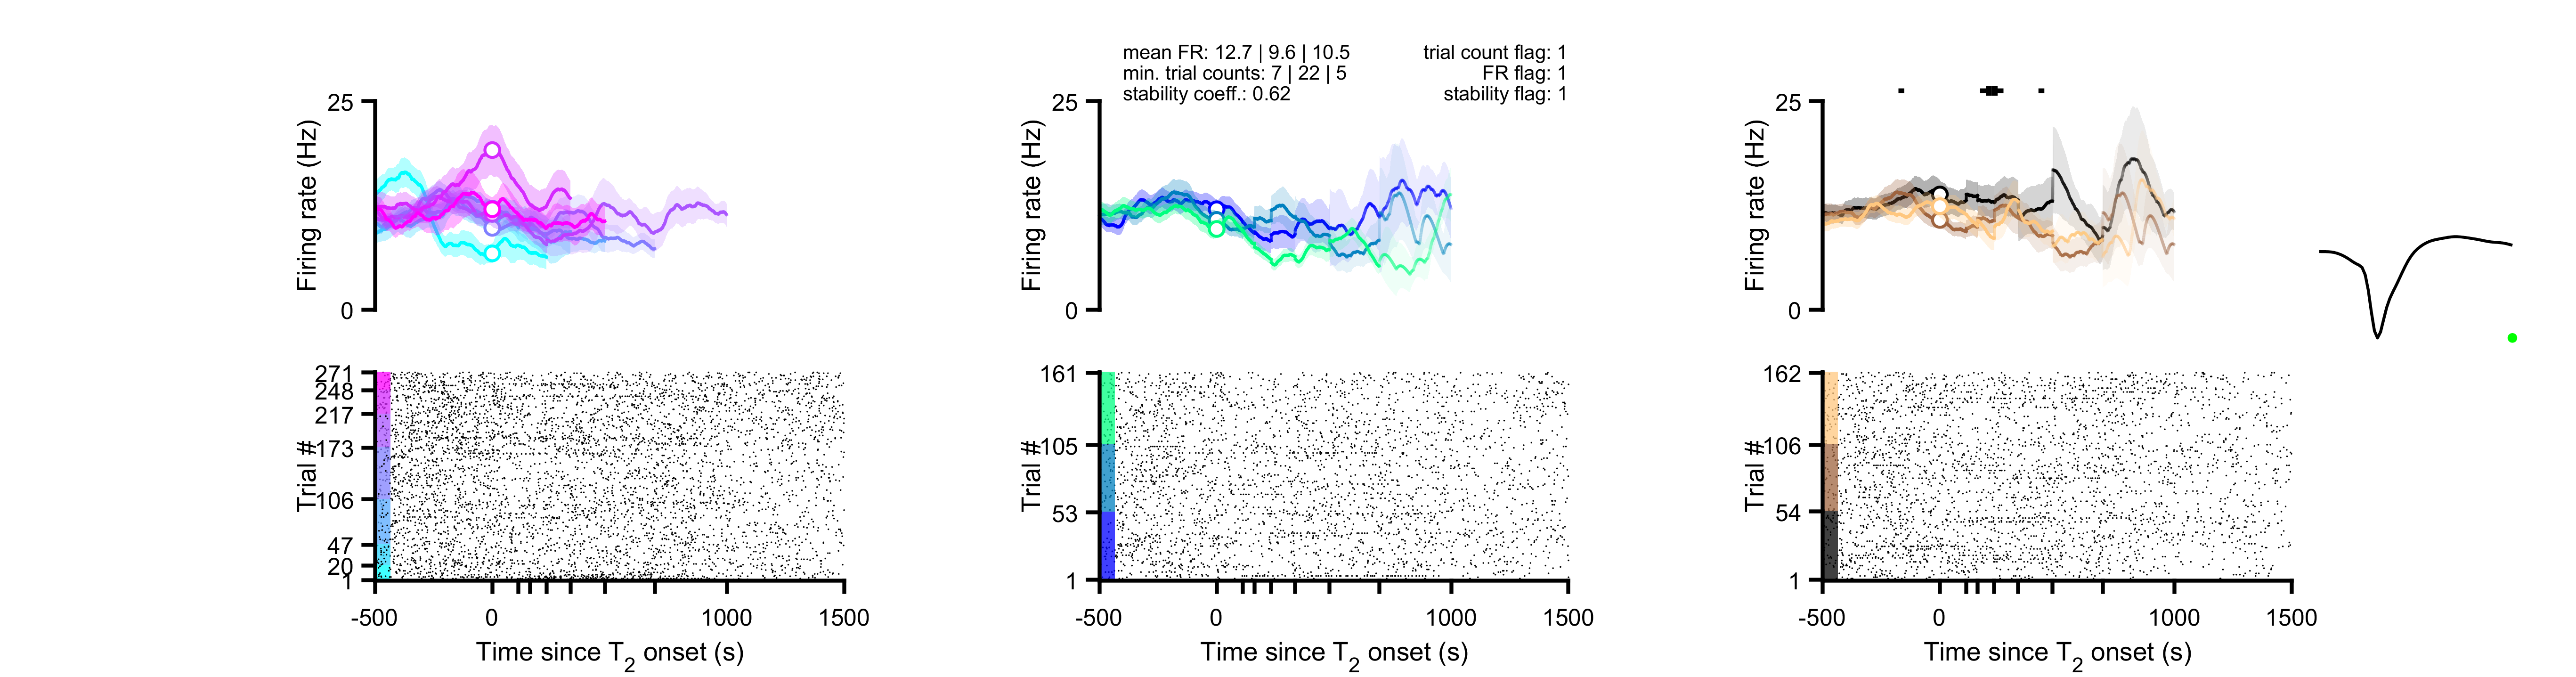 mean FR: 12.7 | 9.6 | 10.5
min. trial counts: 7 | 22 | 5
stability coeff.: 0.62
trial count flag: 1
FR flag: 1
stability flag: 1
25
Firing rate (Hz)
0
25
Firing rate (Hz)
0
25
Firing rate (Hz)
0
271
248
217
173
106
47
20
1
Trial #
-500
0
1000
1500
Time since T2 onset (s)
161
105
53
1
Trial #
-500
0
1000
1500
Time since T2 onset (s)
162
106
54
1
Trial #
-500
0
1000
1500
Time since T2 onset (s)